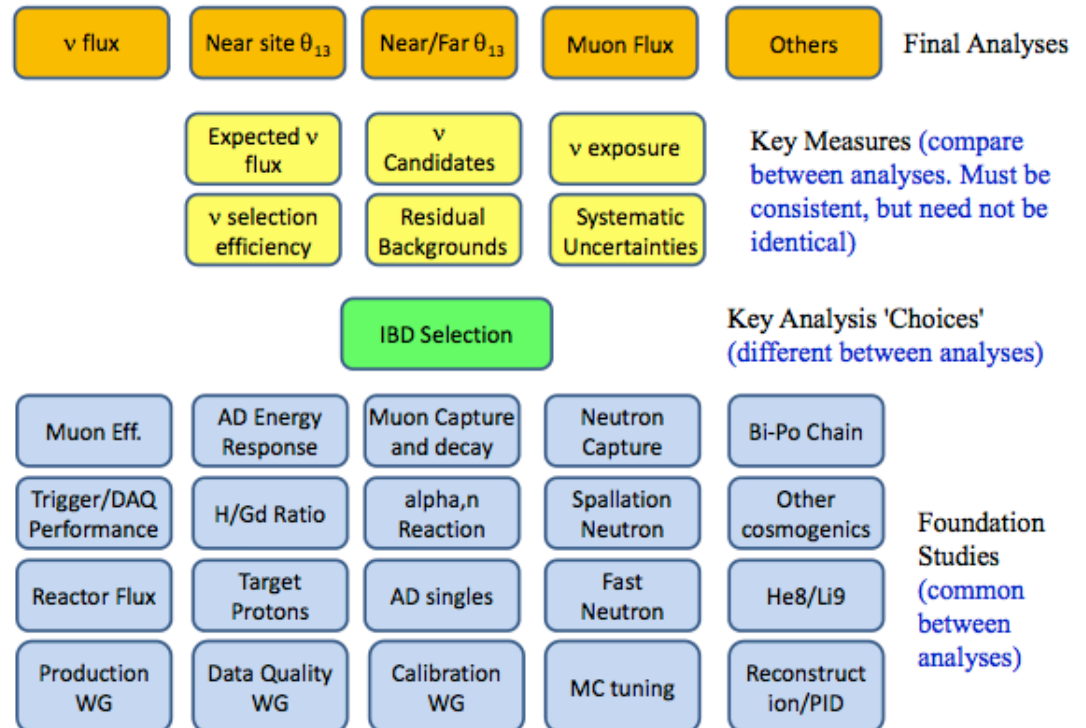 ν flux
Near site θ13
Near/Far θ13
Muon Flux
Others
Final Analyses
Expected ν
flux
ν
Candidates
ν exposure
Key Measures (compare
between analyses. Must be
consistent, but need not be
identical)
ν selection
efficiency
Residual
Backgrounds
Systematic
Uncertainties
IBD Selection
Key Analysis 'Choices'
(different between analyses)
Muon Eff.
AD Energy
Response
Muon Capture
and decay
Neutron
Capture
Bi-Po Chain
Trigger/DAQ
Performance
H/Gd Ratio
alpha,n
Reaction
Spallation
Neutron
Other
cosmogenics
Foundation
Studies
(common
between
analyses)
Reactor Flux
Target
Protons
AD singles
Fast
Neutron
He8/Li9
Production
WG
Data Quality
WG
Calibration
WG
MC tuning
Reconstruct
ion/PID